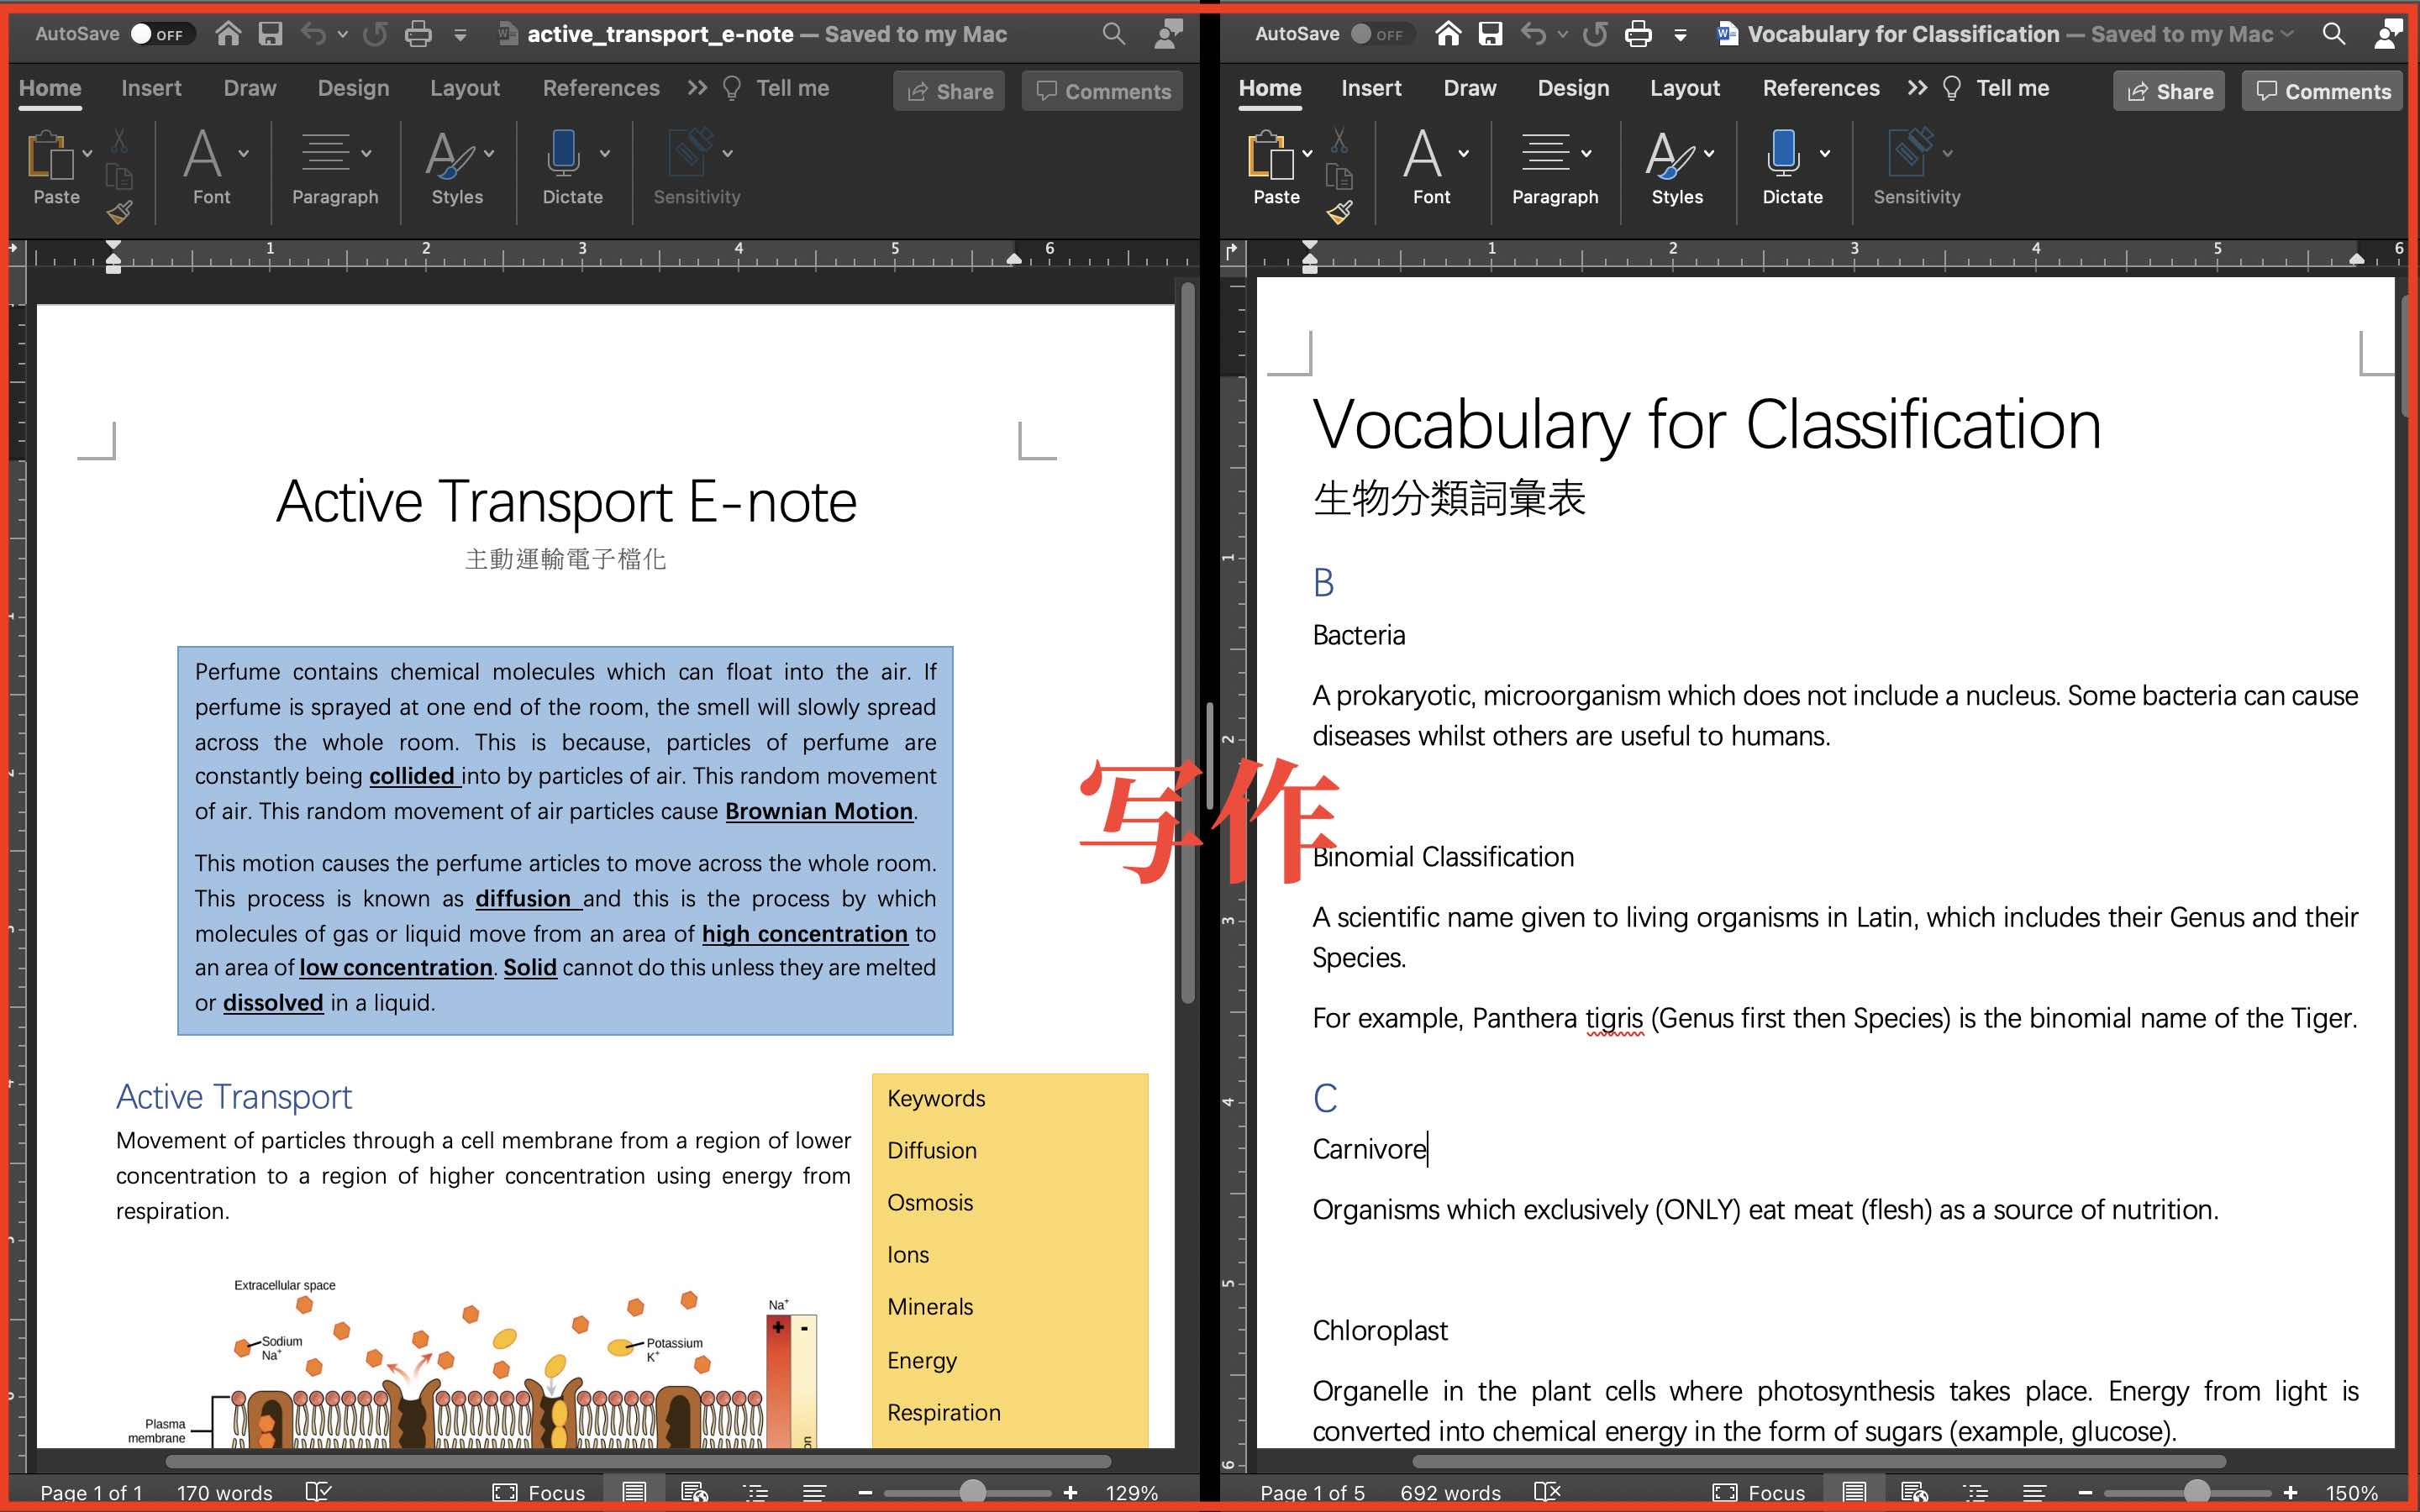 AutoSave OFF active_transport_e-note — Saved to my Mac
Home Insert Draw Design Layout References Tell me Share Comments
Paste Font Paragraph Styles Dictate Sensitivity
1 2 3 4 5 6
Active Transport E-note
主動運輸電子檔化
Perfume contains chemical molecules which can float into the air. If
perfume is sprayed at one end of the room, the smell will slowly spread
across the whole room. This is because, particles of perfume are
constantly being collided into by particles of air. This random movement
of air. This random movement of air particles cause Brownian Motion.
This motion causes the perfume articles to move across the whole room.
This process is known as diffusion and this is the process by which
molecules of gas or liquid move from an area of high concentration to
an area of low concentration. Solid cannot do this unless they are melted
or dissolved in a liquid.
Active Transport
Movement of particles through a cell membrane from a region of lower
concentration to a region of higher concentration using energy from
respiration.
Keywords
Diffusion
Osmosis
Ions
Minerals
Energy
Respiration
Extracellular space
Sodium
Na+
Potassium
K+
Na+
+ -
Plasma
membrane
Page 1 of 1 170 words Focus 129%
写作
AutoSave OFF Vocabulary for Classification — Saved to my Mac
Home Insert Draw Design Layout References Tell me Share Comments
Paste Font Paragraph Styles Dictate Sensitivity
1 2 3 4 5 6
Vocabulary for Classification
生物分類詞彙表
B
Bacteria
A prokaryotic, microorganism which does not include a nucleus. Some bacteria can cause
diseases whilst others are useful to humans.
Binomial Classification
A scientific name given to living organisms in Latin, which includes their Genus and their
Species.
For example, Panthera tigris (Genus first then Species) is the binomial name of the Tiger.
C
Carnivore
Organisms which exclusively (ONLY) eat meat (flesh) as a source of nutrition.
Chloroplast
Organelle in the plant cells where photosynthesis takes place. Energy from light is
converted into chemical energy in the form of sugars (example, glucose).
Page 1 of 5 692 words Focus 150%